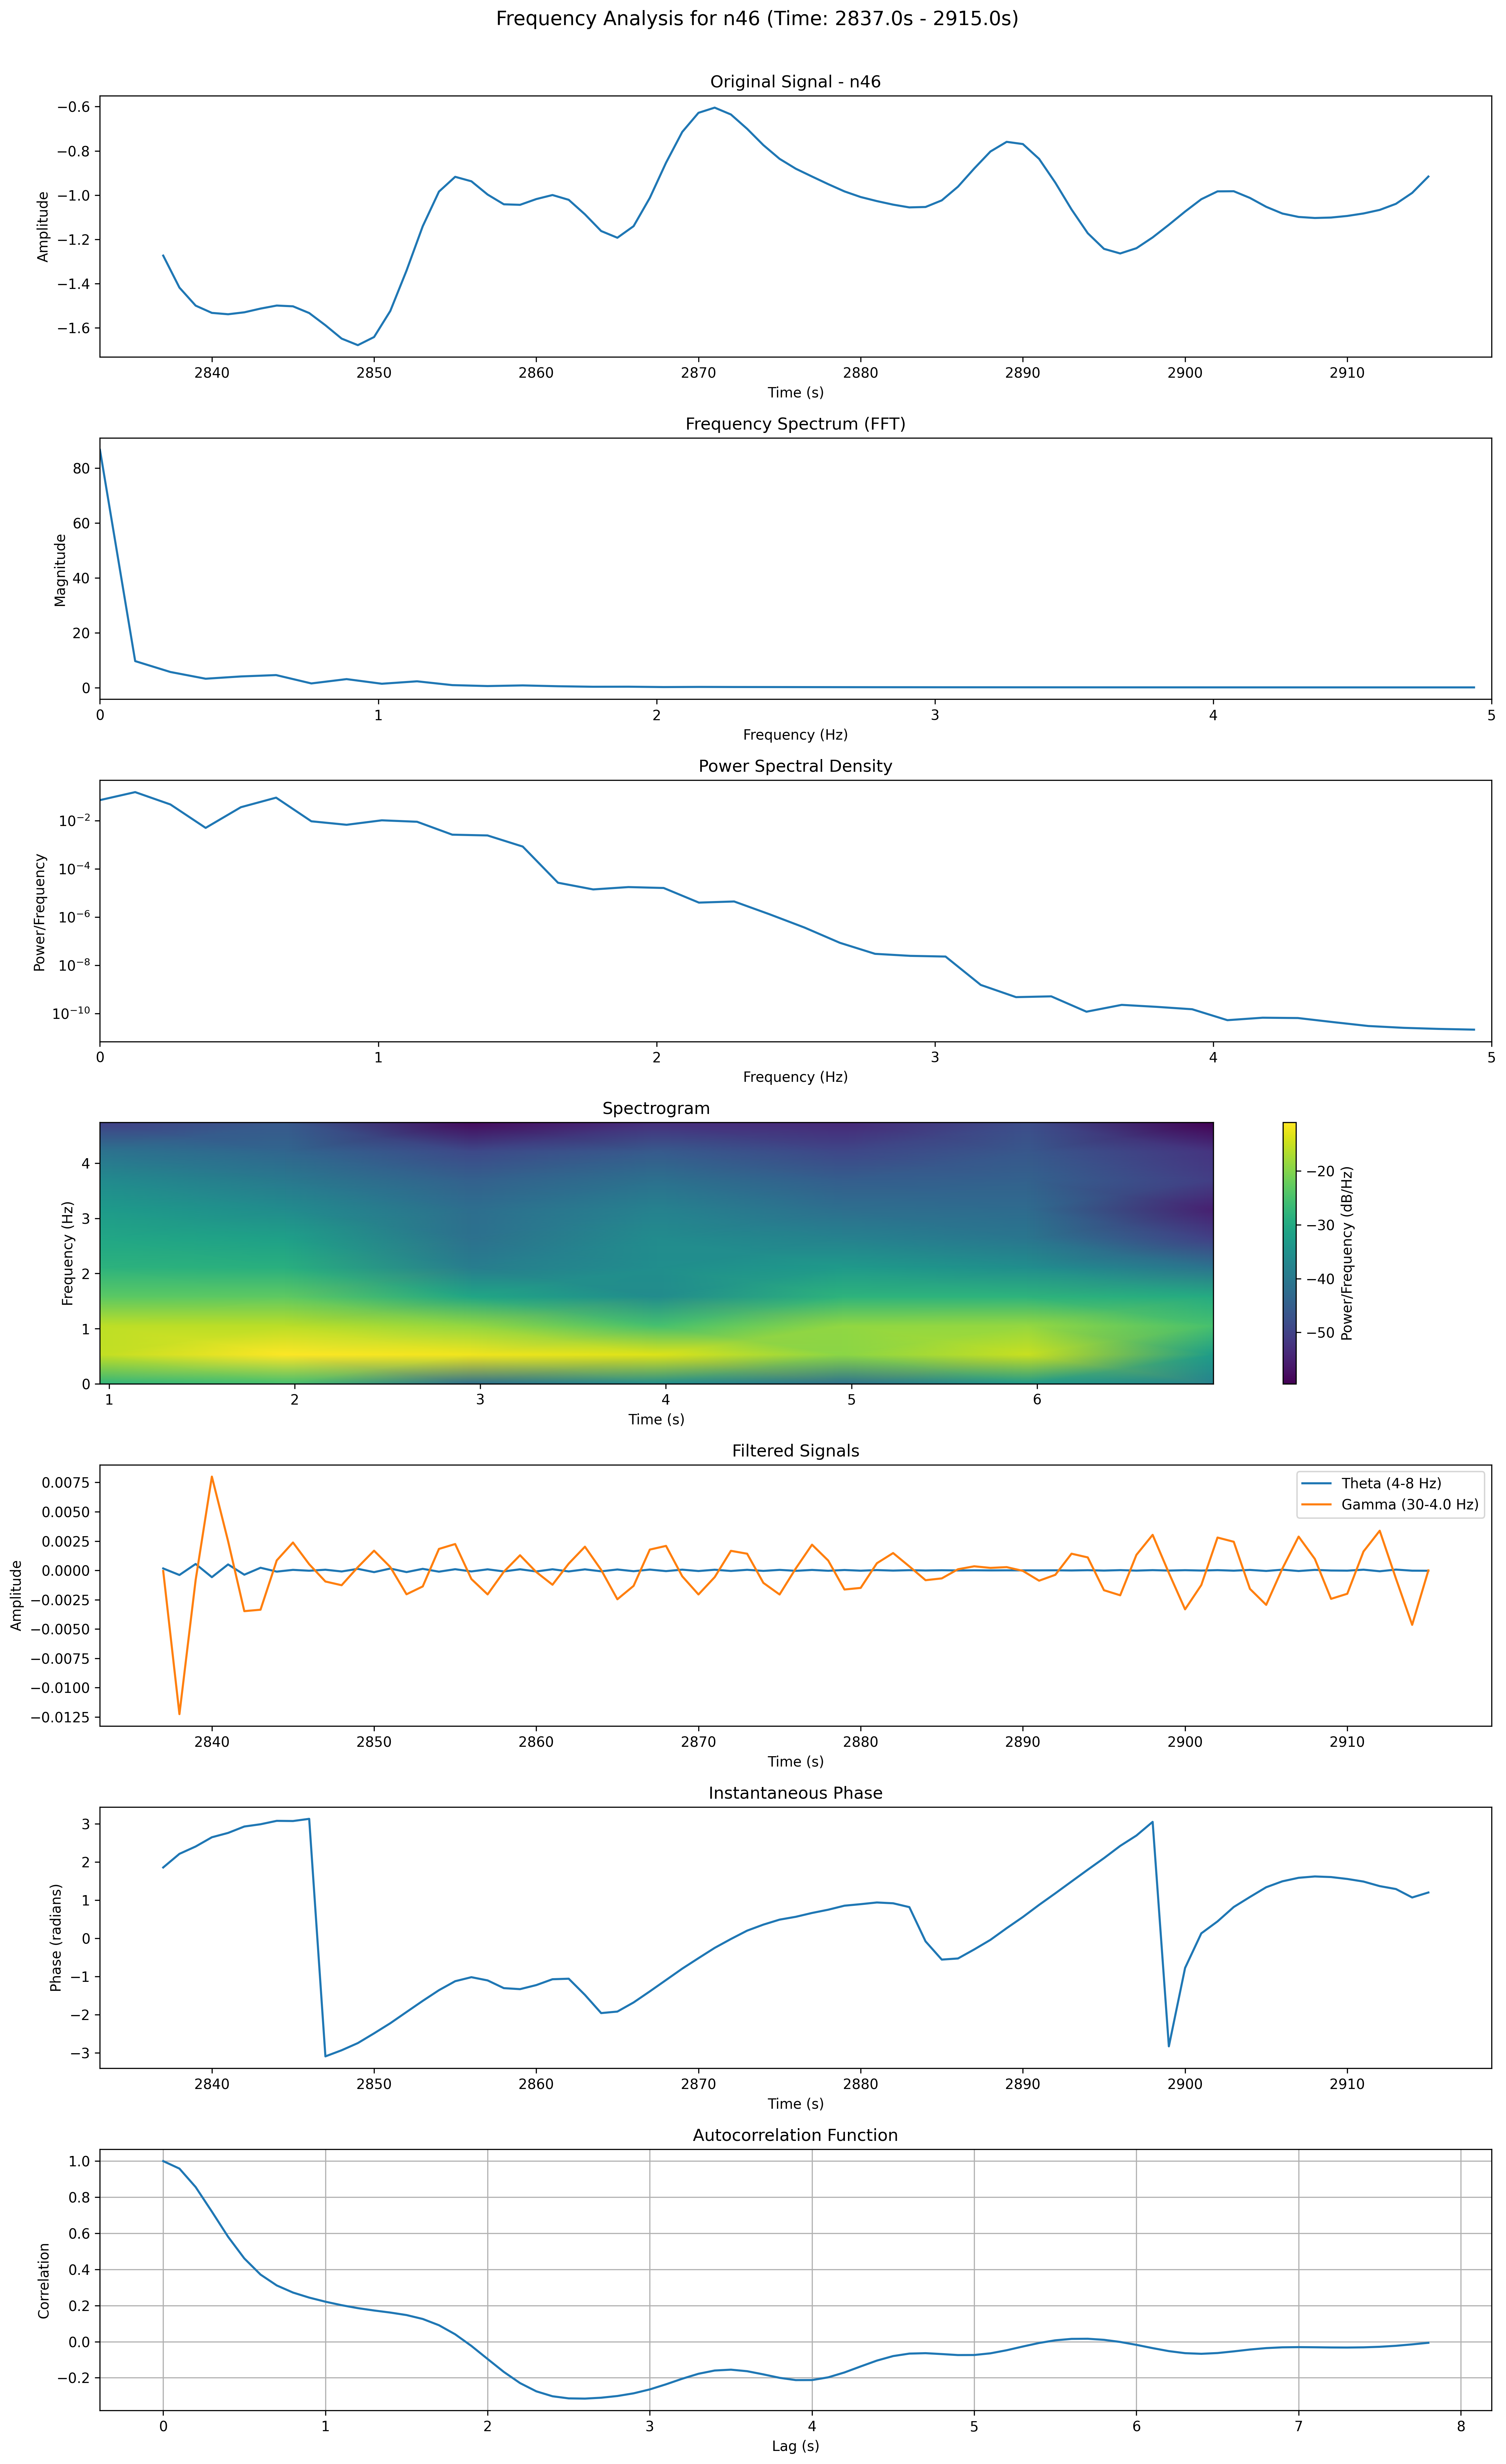 Frequency Analysis for n46 (Time: 2837.0s - 2915.0s)
Original Signal - n46
Amplitude
−0.6
−0.8
−1.0
−1.2
−1.4
−1.6
2840 2850 2860 2870 2880 2890 2900 2910
Time (s)
Frequency Spectrum (FFT)
Magnitude
80
60
40
20
0
0 1 2 3 4 5
Frequency (Hz)
Power Spectral Density
Power/Frequency
10⁻²
10⁻⁴
10⁻⁶
10⁻⁸
10⁻¹⁰
0 1 2 3 4 5
Frequency (Hz)
Spectrogram
Frequency (Hz)
4
3
2
1
0
1 2 3 4 5 6
Time (s)
−20
−30
−40
−50
Power/Frequency (dB/Hz)
Filtered Signals
Amplitude
0.0075
0.0050
0.0025
0.0000
−0.0025
−0.0050
−0.0075
−0.0100
−0.0125
Theta (4-8 Hz)
Gamma (30-4.0 Hz)
2840 2850 2860 2870 2880 2890 2900 2910
Time (s)
Instantaneous Phase
Phase (radians)
3
2
1
0
−1
−2
−3
2840 2850 2860 2870 2880 2890 2900 2910
Time (s)
Autocorrelation Function
Correlation
1.0
0.8
0.6
0.4
0.2
0.0
−0.2
0 1 2 3 4 5 6 7 8
Lag (s)